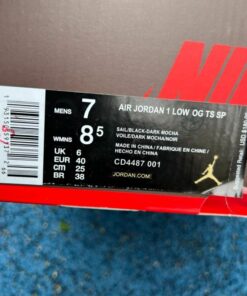 MENS 7
WMNS 8 5
UK 6
EUR 40
cm 25
BR 38
AIR JORDAN 1 LOW OG TS SP
SAIL/BLACK-DARK MOCHA
VOILE/DARK MOCHA/NOIR
MADE IN CHINA / FABRIQUE EN CHINE /
HECHO EN CHINA
CD4487 001
JORDAN.COM/